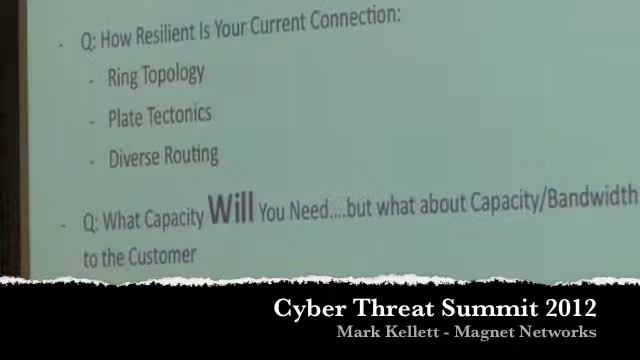 - Q: How Resilient Is Your Current Connection:
- Ring Topology
- Plate Tectonics
- Diverse Routing
- Q: What Capacity Will You Need....but what about Capacity/Bandwidth
to the Customer
Cyber Threat Summit 2012
Mark Kellett - Magnet Networks